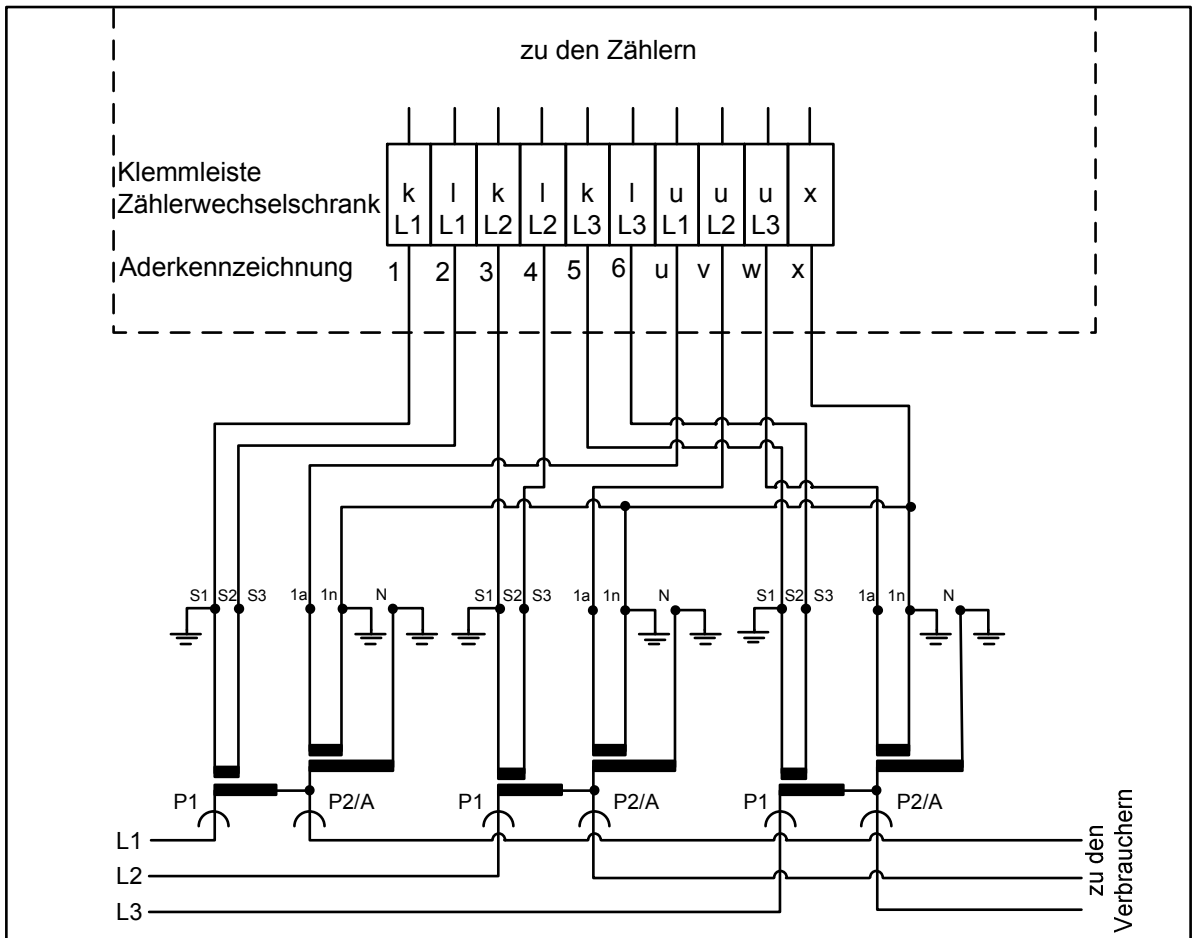 zu den Zählern
Klemmleiste
Zählerwechselschrank
k l k l k l u u u x
L1 L1 L2 L2 L3 L3 L1 L2 L3
Aderkennzeichnung 1 2 3 4 5 6 u v w x
S1 S2 S3 1a 1n N S1 S2 S3 1a 1n N S1 S2 S3 1a 1n N
P1 P2/A P1 P2/A P1 P2/A
L1
L2
L3
zu den
Verbrauchern